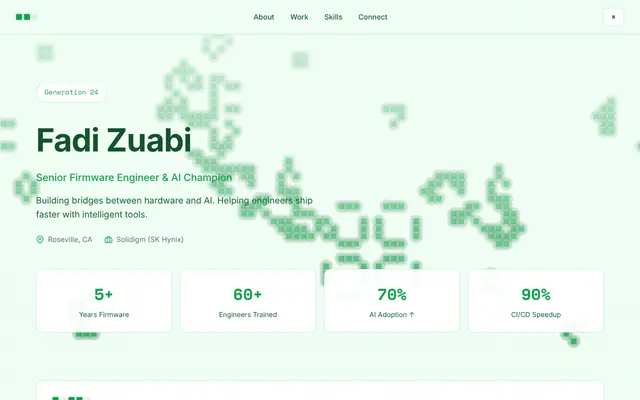 About Work Skills Connect
Generation 24
Fadi Zuabi
Senior Firmware Engineer & AI Champion
Building bridges between hardware and AI. Helping engineers ship
faster with intelligent tools.
Roseville, CA Solidigm (SK Hynix)
5+ 60+ 70% 90%
Years Firmware Engineers Trained AI Adoption ↑ CI/CD Speedup